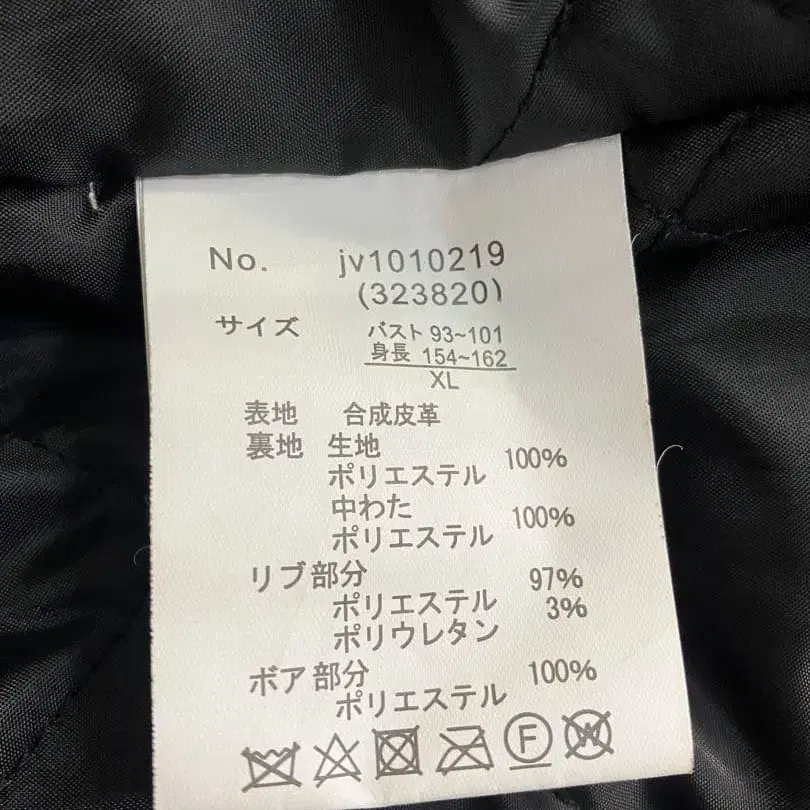 No. jv1010219
(323820)
サイズ バスト 93~101
身長 154~162
XL
表地 合成皮革
裏地 生地
ポリエステル 100%
中わた
ポリエステル 100%
リブ部分
ポリエステル 97%
ポリウレタン 3%
ボア部分
ポリエステル 100%
F W